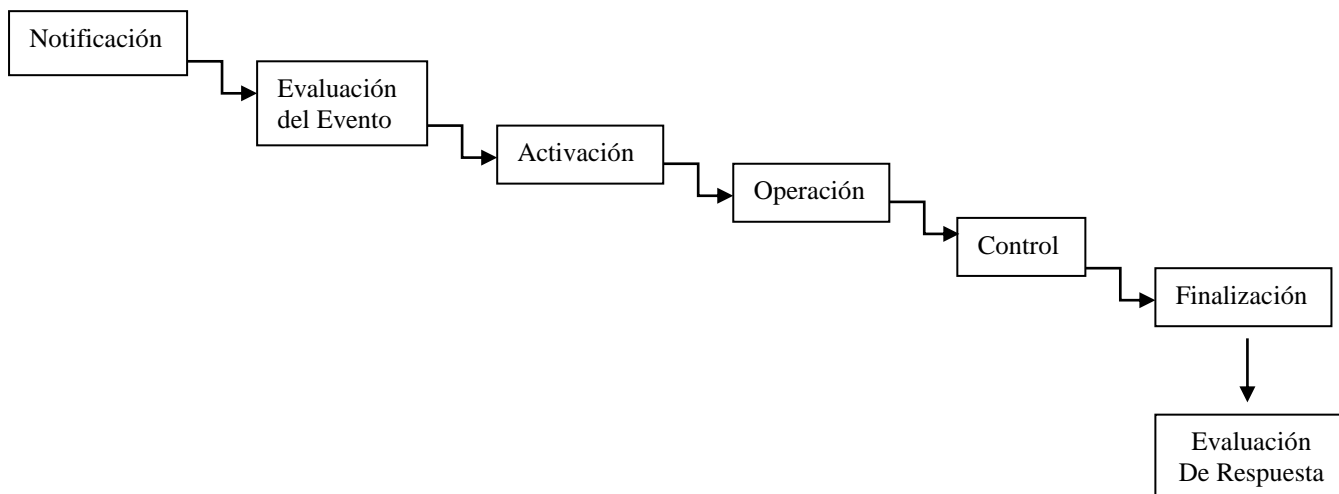 Notificación
Evaluación
del Evento
Activación
Operación
Control
Finalización
Evaluación
De Respuesta